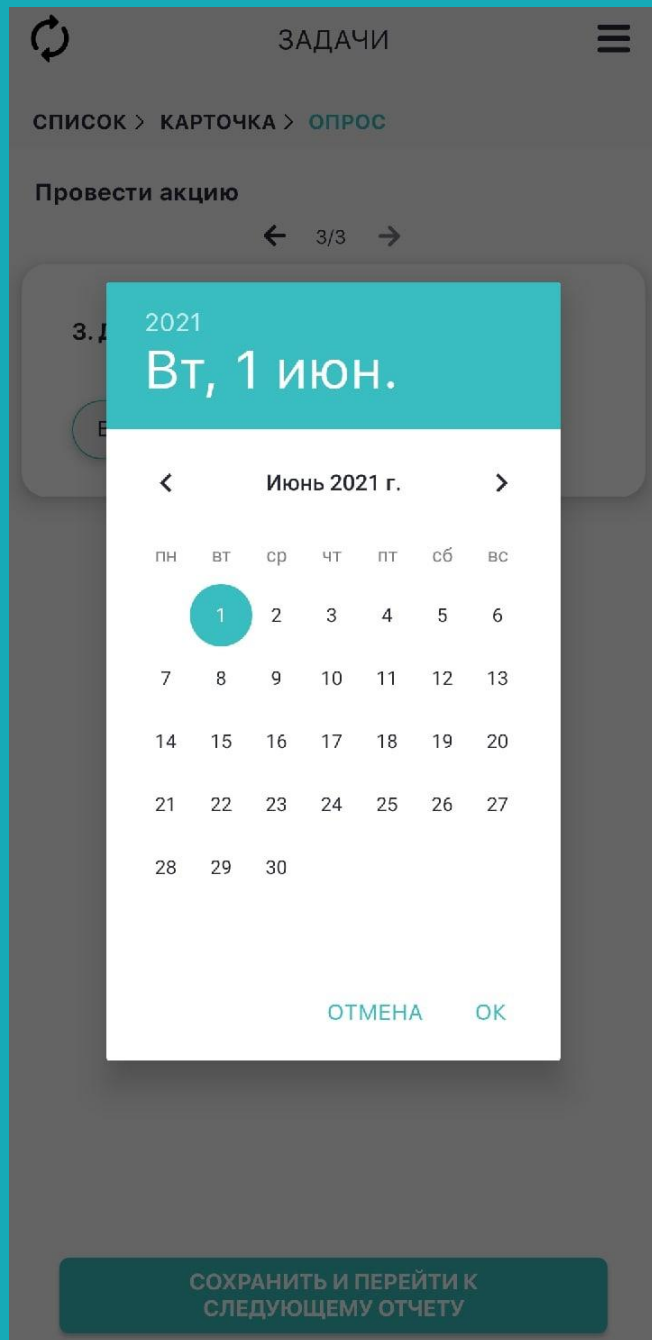 ЗАДАЧИ
СПИСОК > КАРТОЧКА > ОПРОС
Провести акцию
← 3/3 →
3.
2021
Вт, 1 июн.
< Июнь 2021 г. >
пн вт ср чт пт сб вс
1 2 3 4 5 6
7 8 9 10 11 12 13
14 15 16 17 18 19 20
21 22 23 24 25 26 27
28 29 30
ОТМЕНА ОК
СОХРАНИТЬ И ПЕРЕЙТИ К
СЛЕДУЮЩЕМУ ОТЧЕТУ